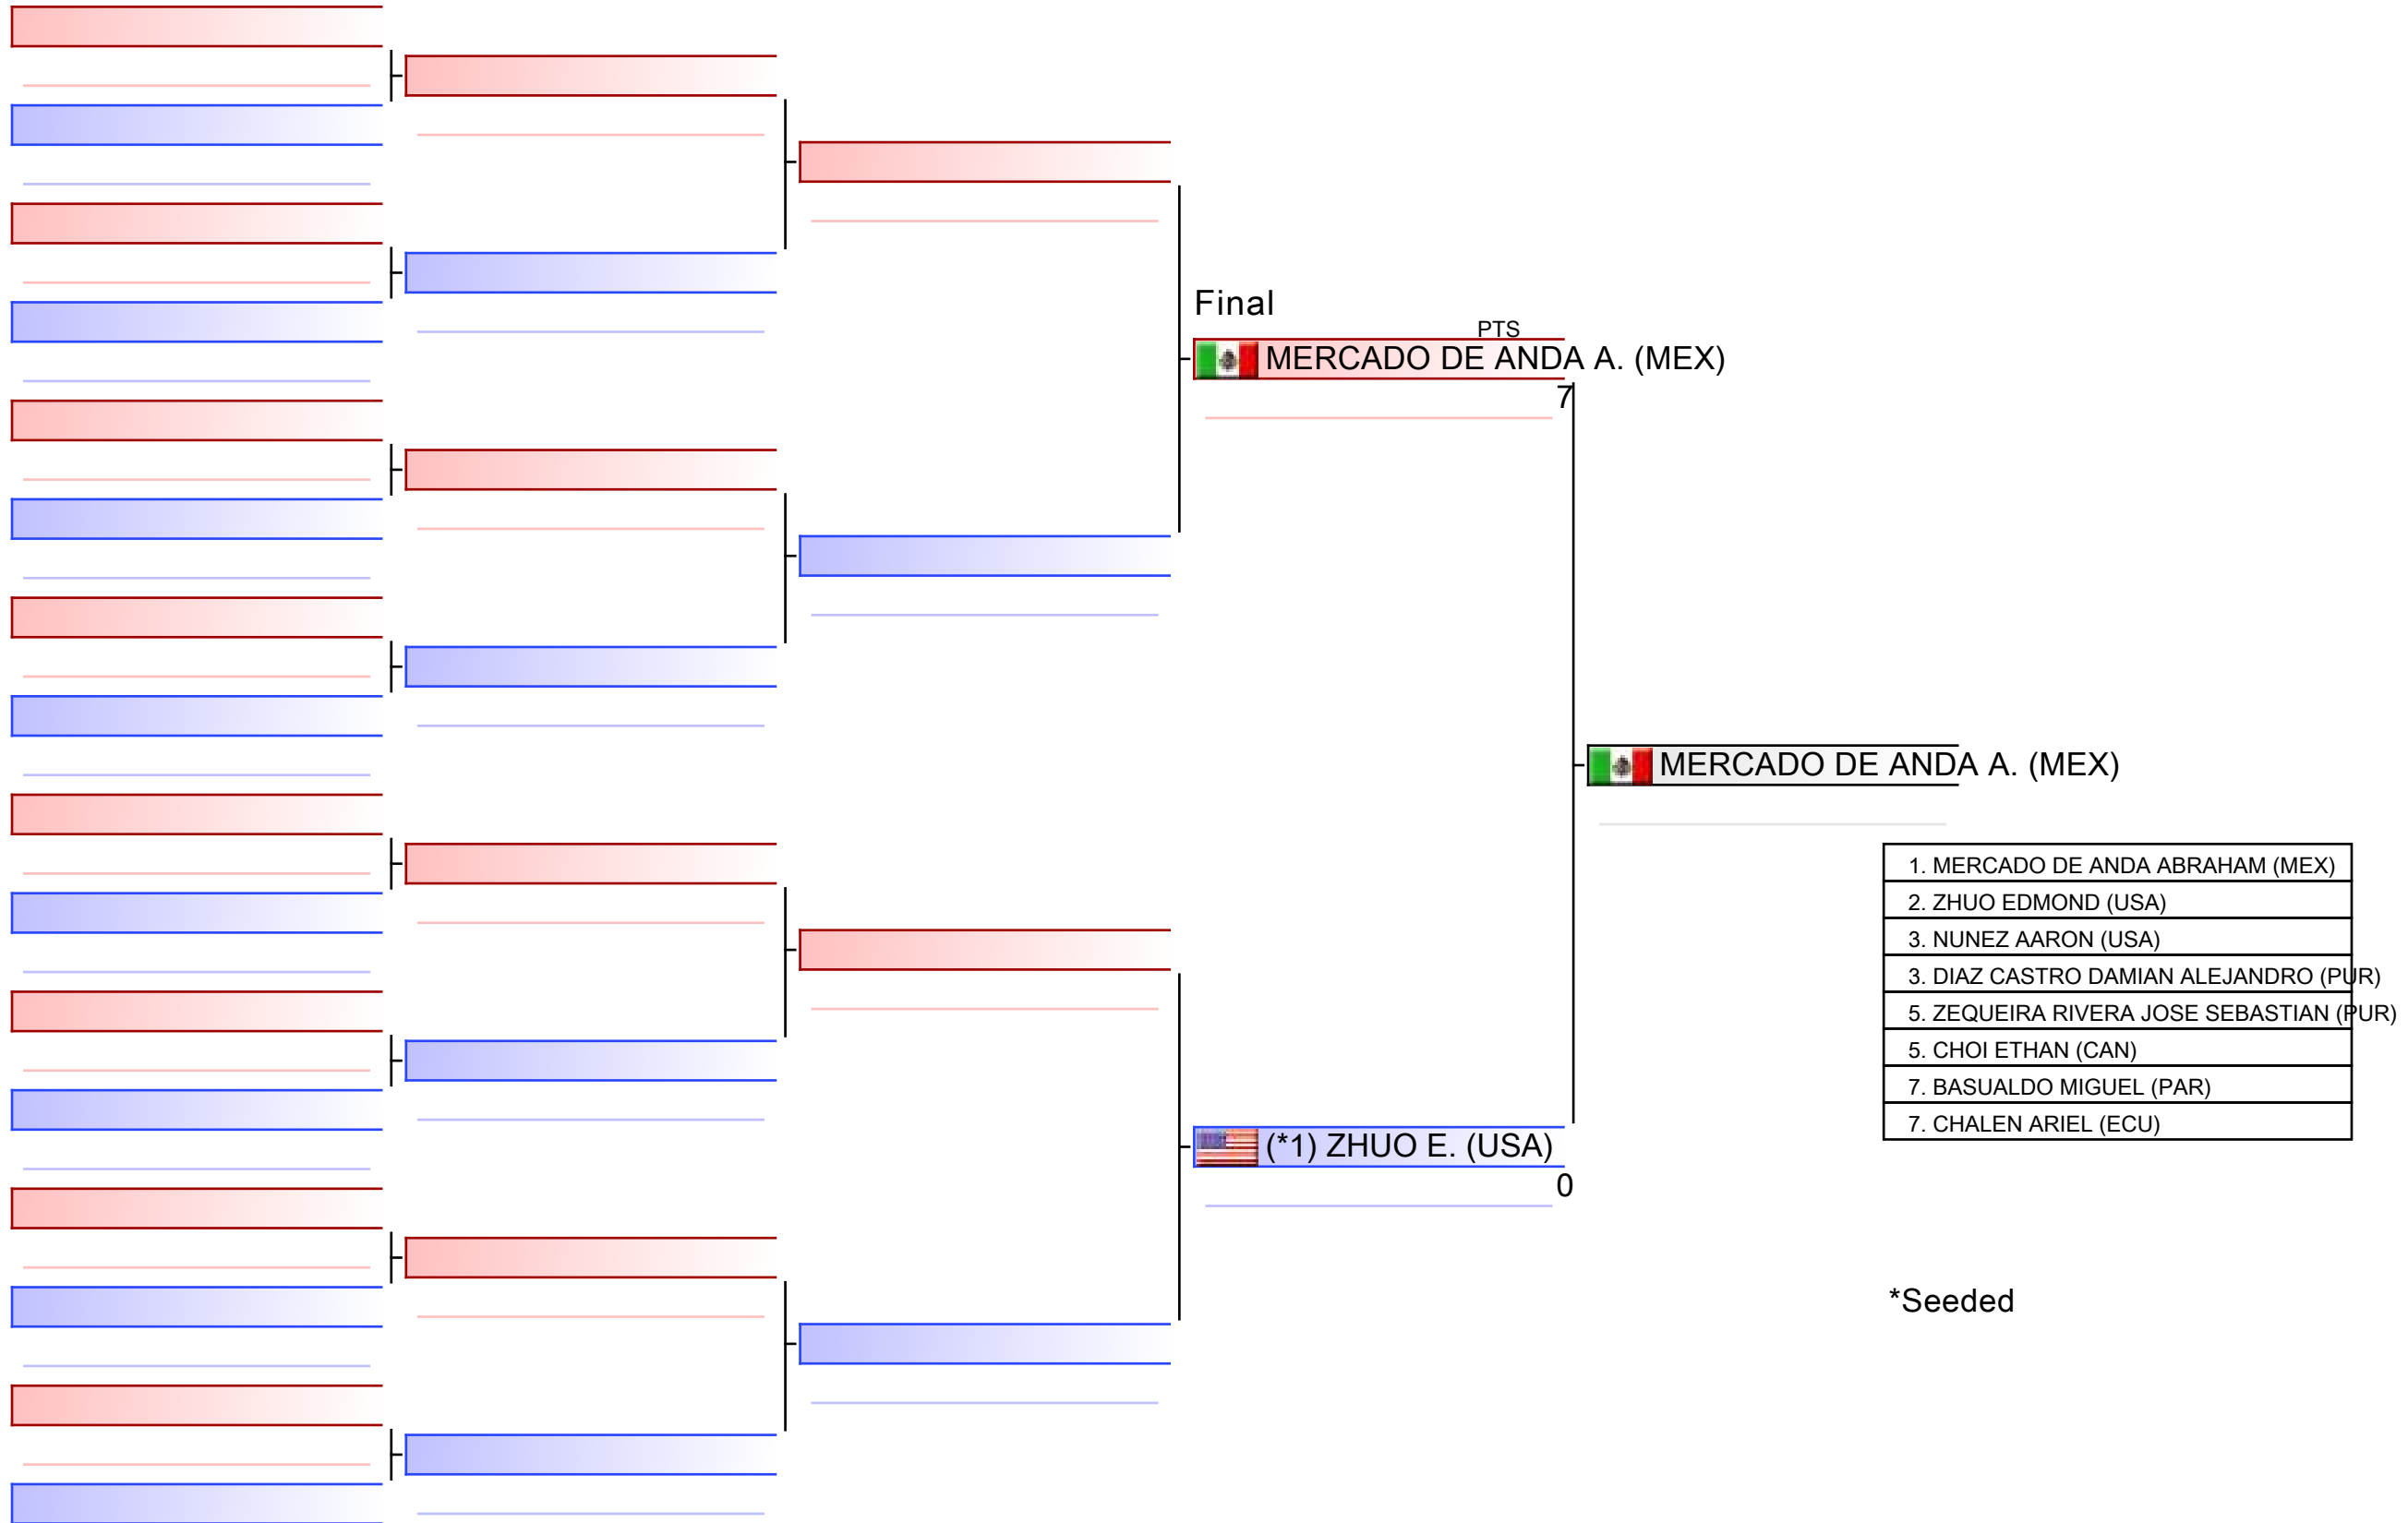 Final
PTS
MERCADO DE ANDA A. (MEX)
7
MERCADO DE ANDA A. (MEX)
1. MERCADO DE ANDA ABRAHAM (MEX)
2. ZHUO EDMOND (USA)
3. NUNEZ AARON (USA)
3. DIAZ CASTRO DAMIAN ALEJANDRO (PUR)
5. ZEQUEIRA RIVERA JOSE SEBASTIAN (PUR)
5. CHOI ETHAN (CAN)
7. BASUALDO MIGUEL (PAR)
7. CHALEN ARIEL (ECU)
(*1) ZHUO E. (USA)
0
*Seeded